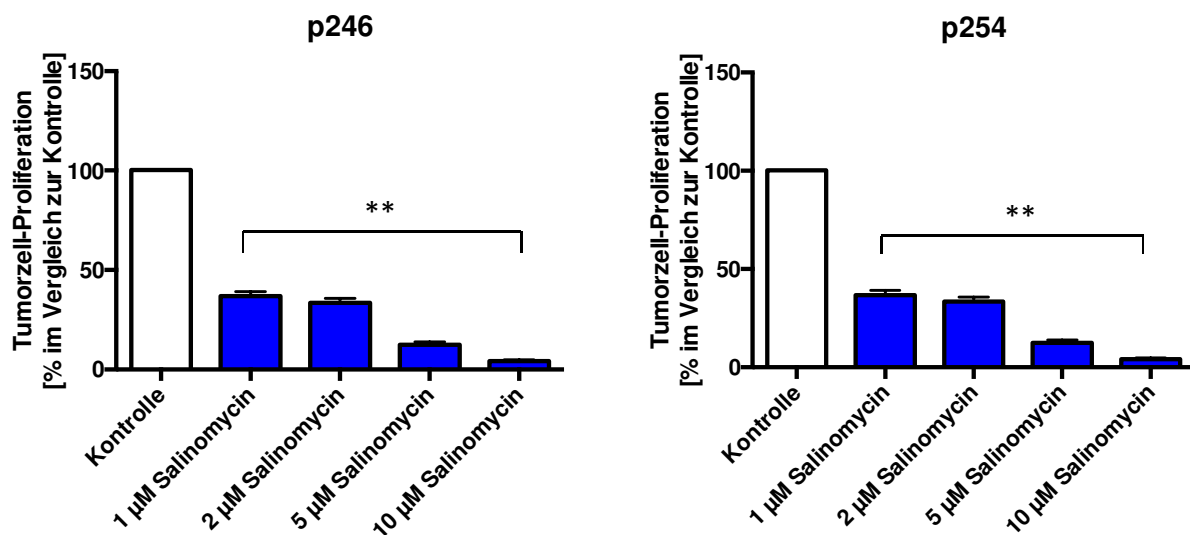 p246
Tumorzell-Proliferation
[% im Vergleich zur Kontrolle]
150
100
50
0
**
Kontrolle
1 µM Salinomycin
2 µM Salinomycin
5 µM Salinomycin
10 µM Salinomycin
p254
Tumorzell-Proliferation
[% im Vergleich zur Kontrolle]
150
100
50
0
**
Kontrolle
1 µM Salinomycin
2 µM Salinomycin
5 µM Salinomycin
10 µM Salinomycin